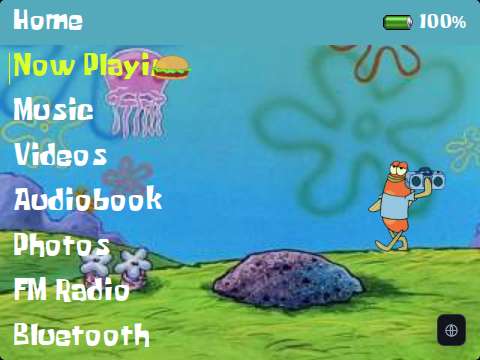 Home
100%
Now Playi
Music
Videos
Audiobook
Photos
FM Radio
Bluetooth